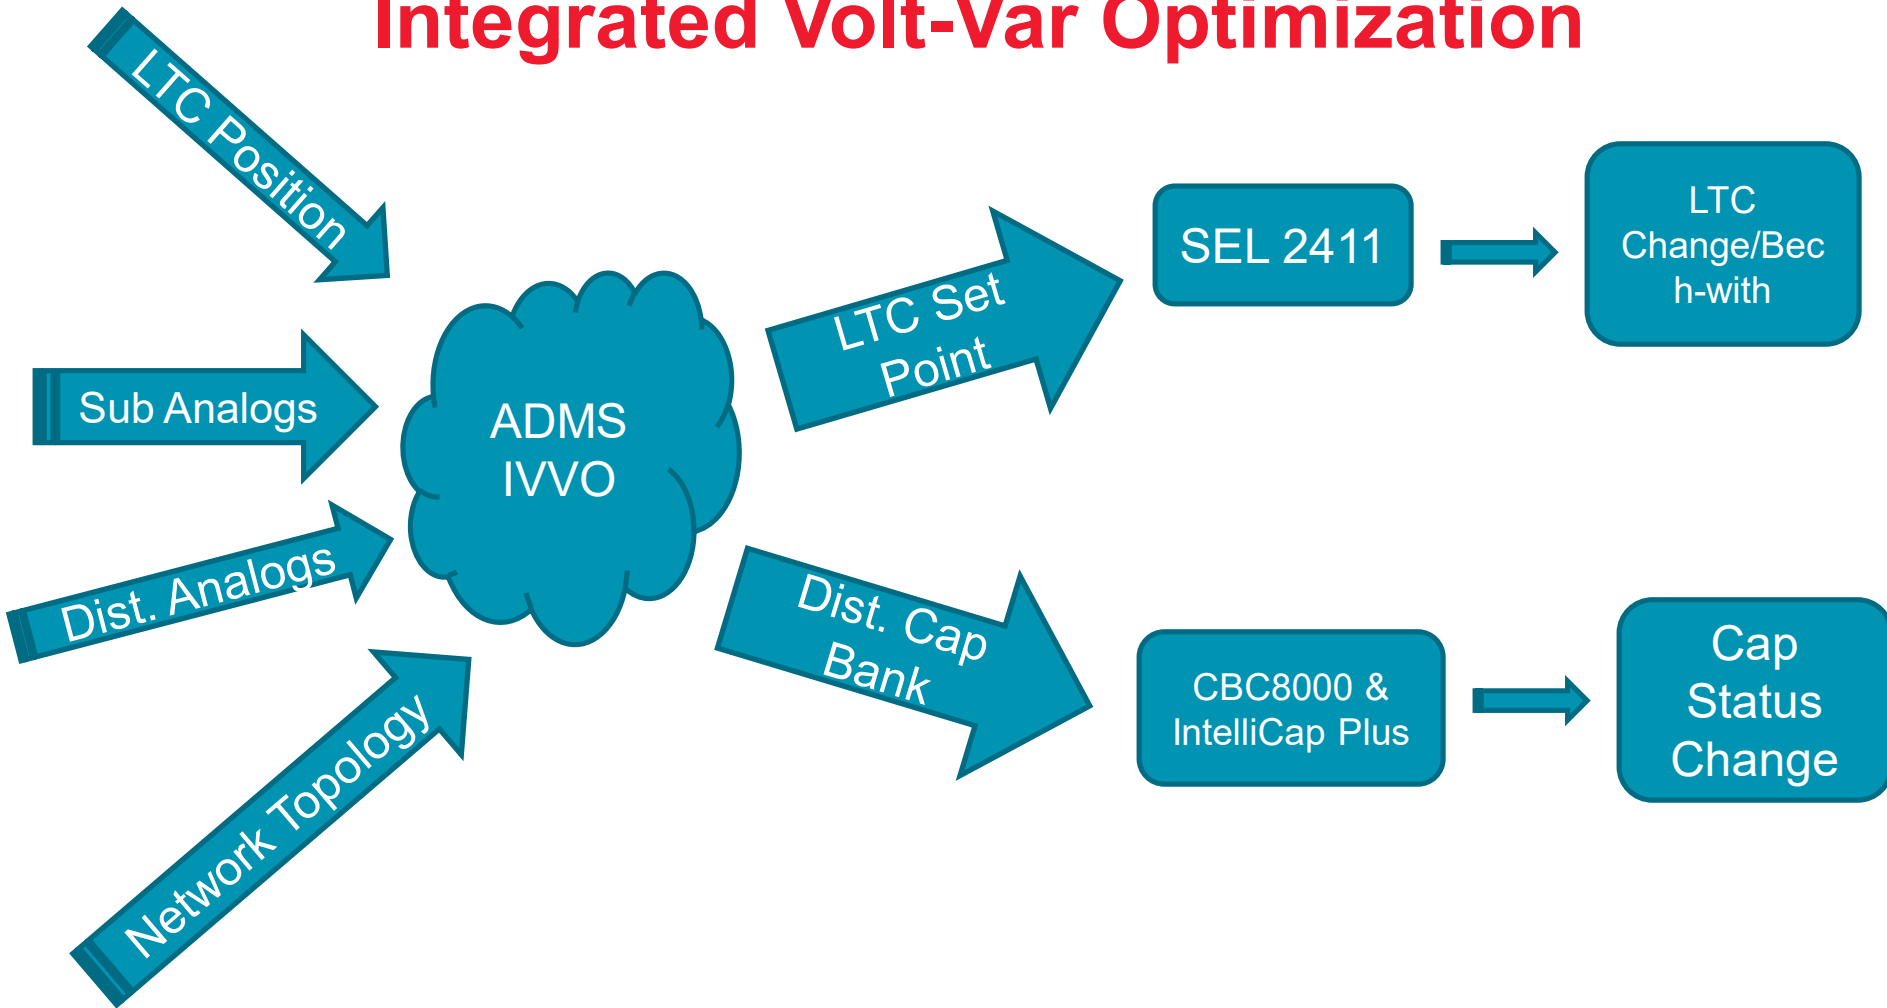 Integrated Volt-Var Optimization
LTC Position
Sub Analogs
Dist. Analogs
Network Topology
ADMS
IVVO
LTC Set
Point
SEL 2411
LTC
Change/Bec
h-with
Dist. Cap
Bank
CBC8000 &
IntelliCap Plus
Cap
Status
Change